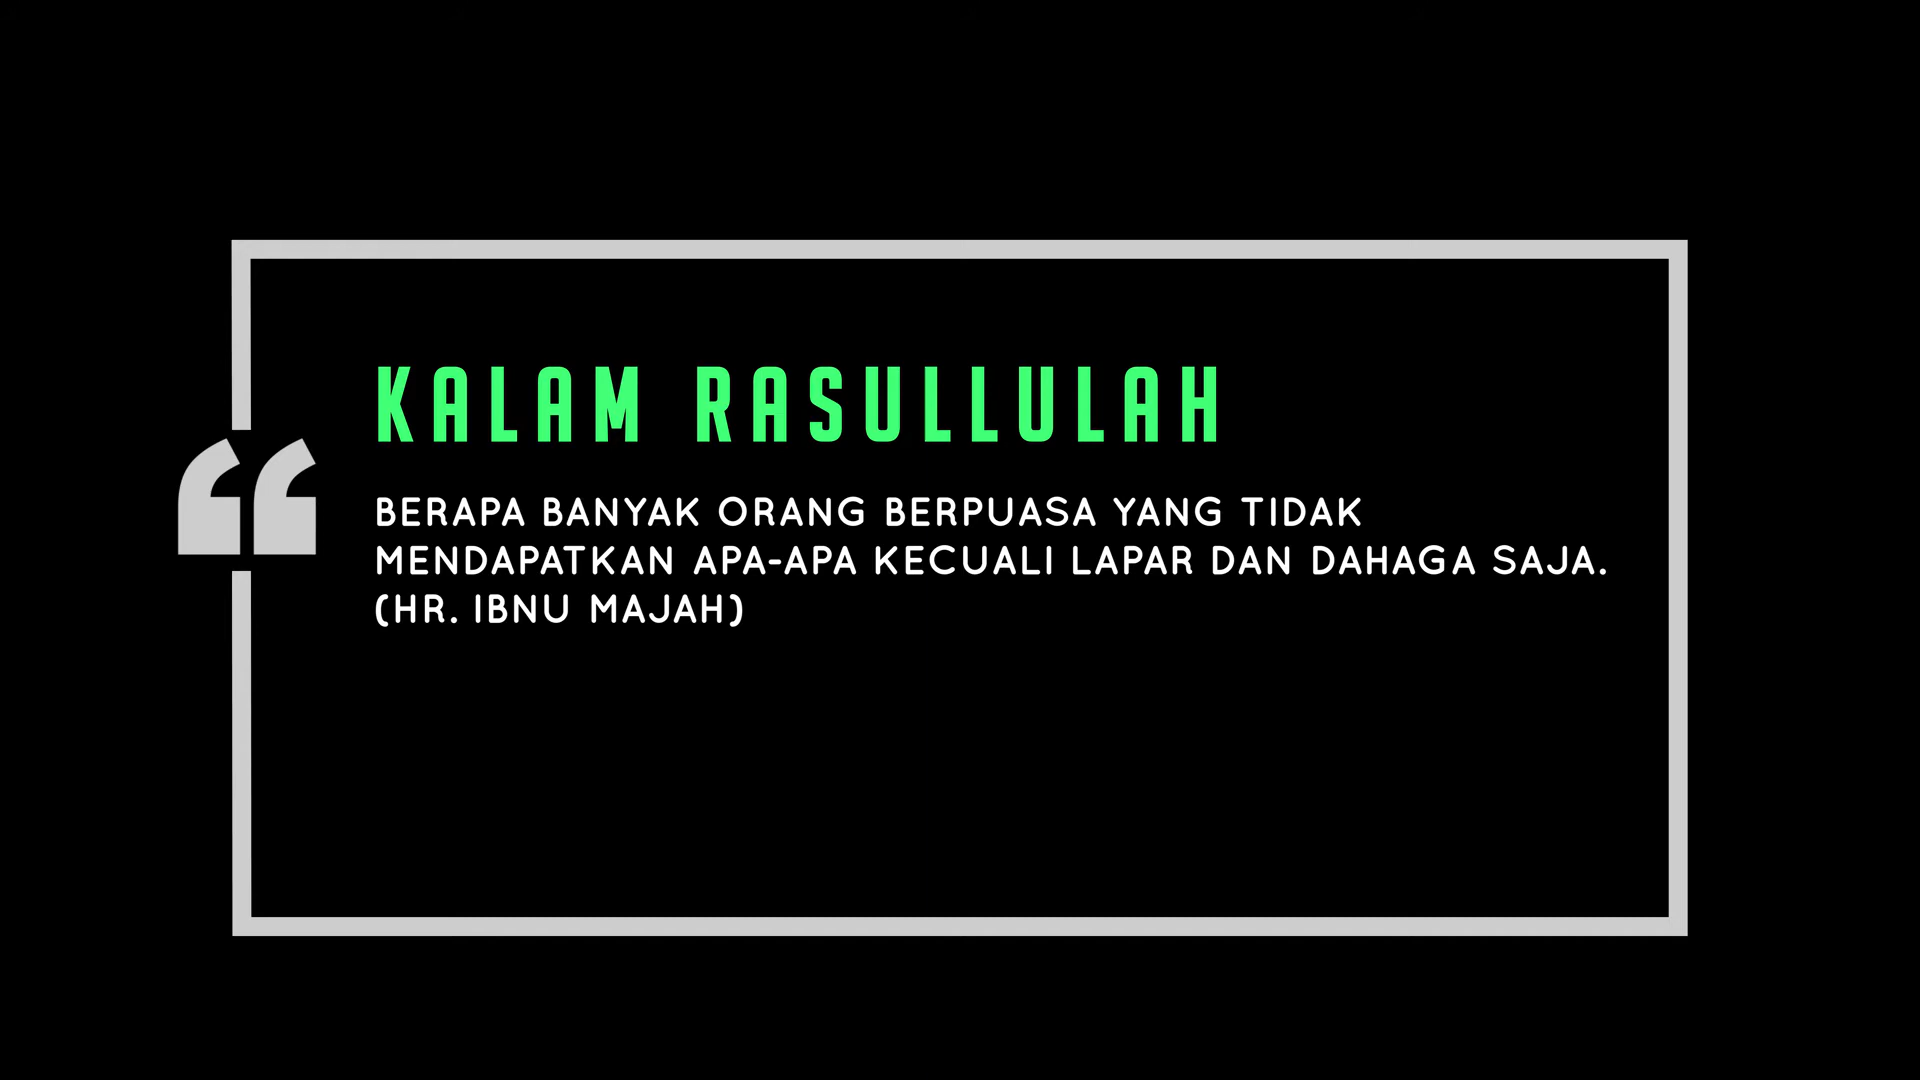 KALAM RASULLULAH
BERAPA BANYAK ORANG BERPUASA YANG TIDAK
MENDAPATKAN APA-APA KECUALI LAPAR DAN DAHAGA SAJA.
(HR. IBNU MAJAH)